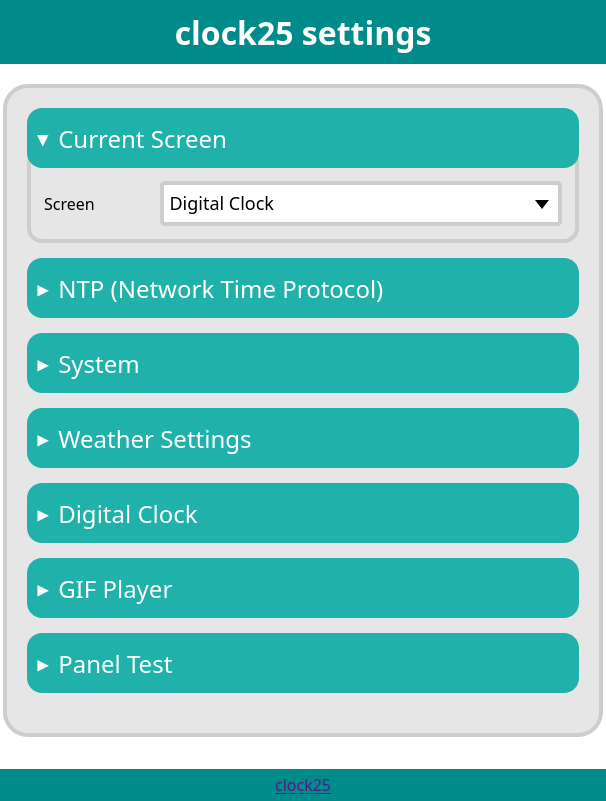 clock25 settings
▼ Current Screen
Screen
Digital Clock
► NTP (Network Time Protocol)
► System
► Weather Settings
► Digital Clock
► GIF Player
► Panel Test
clock25